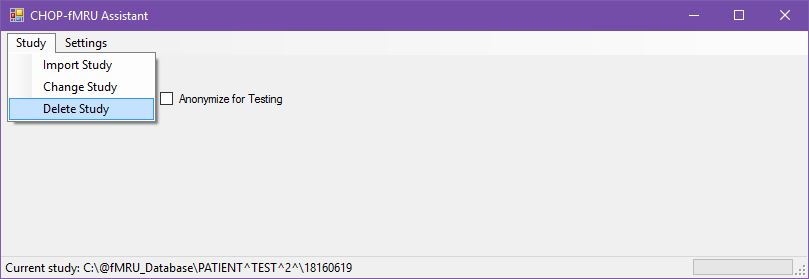 CHOP-fMRU Assistant
Study Settings
Import Study
Change Study
Delete Study
Anonymize for Testing
Current study: C:\@fMRU_Database\PATIENT^TEST^2^\18160619